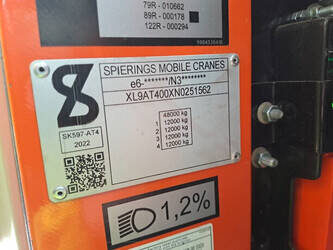 79R - 010662
89R - 000178
122R - 000294
SPIERINGS MOBILE CRANES
e6-*******/N3********
XL9AT400XN0251562
48000 kg
1 12000 kg
2 12000 kg
3 12000 kg
4 12000 kg
SK597-AT4
2022
1,2%